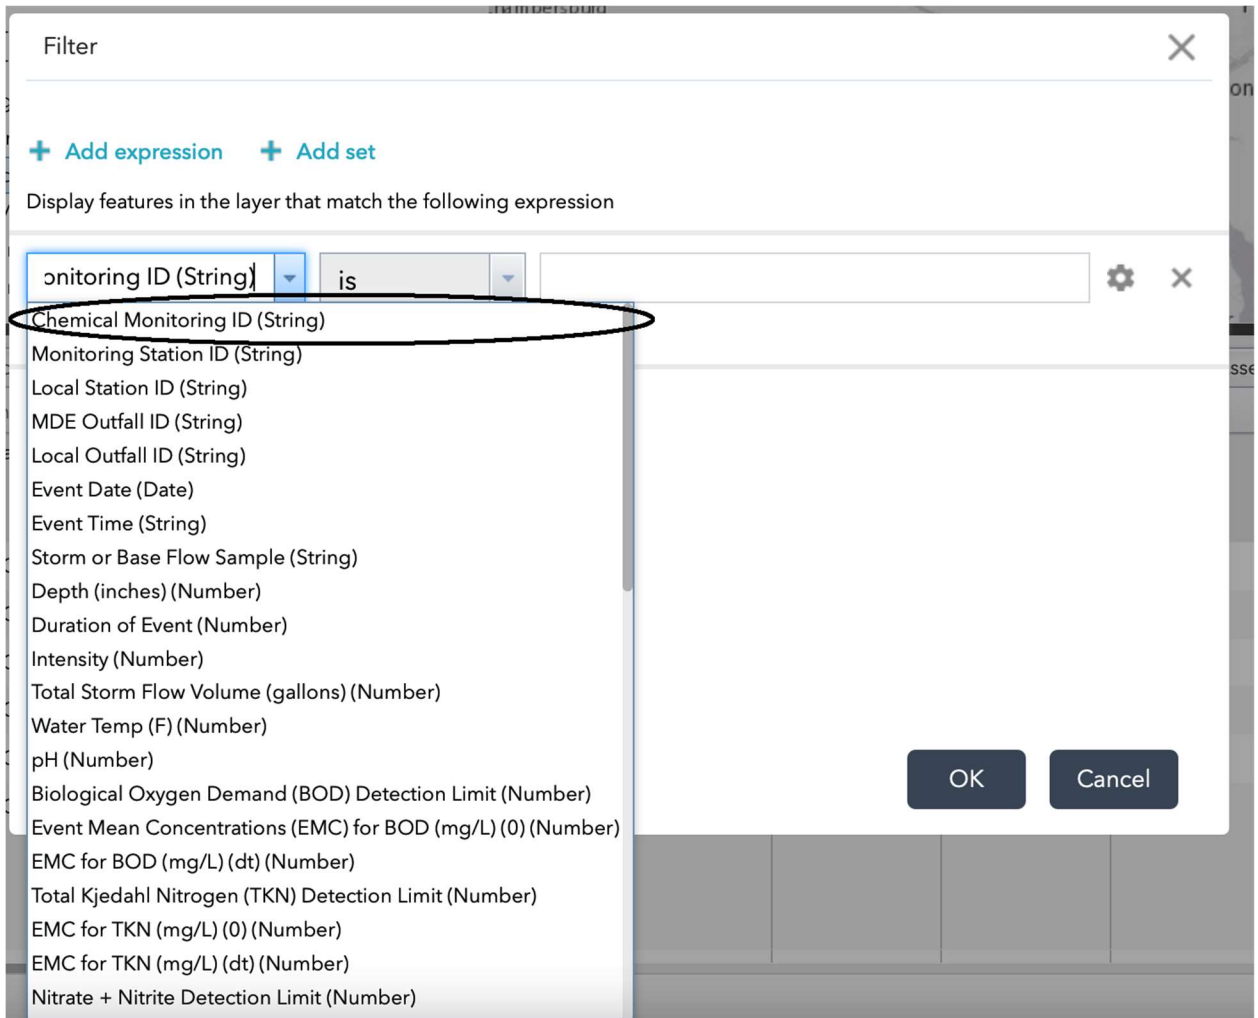 Filter
Add expression Add set
Display features in the layer that match the following expression
onitoring ID (String) is
Chemical Monitoring ID (String)
Monitoring Station ID (String)
Local Station ID (String)
MDE Outfall ID (String)
Local Outfall ID (String)
Event Date (Date)
Event Time (String)
Storm or Base Flow Sample (String)
Depth (inches) (Number)
Duration of Event (Number)
Intensity (Number)
Total Storm Flow Volume (gallons) (Number)
Water Temp (F) (Number)
pH (Number)
Biological Oxygen Demand (BOD) Detection Limit (Number)
Event Mean Concentrations (EMC) for BOD (mg/L) (0) (Number)
EMC for BOD (mg/L) (dt) (Number)
Total Kjedahl Nitrogen (TKN) Detection Limit (Number)
EMC for TKN (mg/L) (0) (Number)
EMC for TKN (mg/L) (dt) (Number)
Nitrate + Nitrite Detection Limit (Number)
OK Cancel